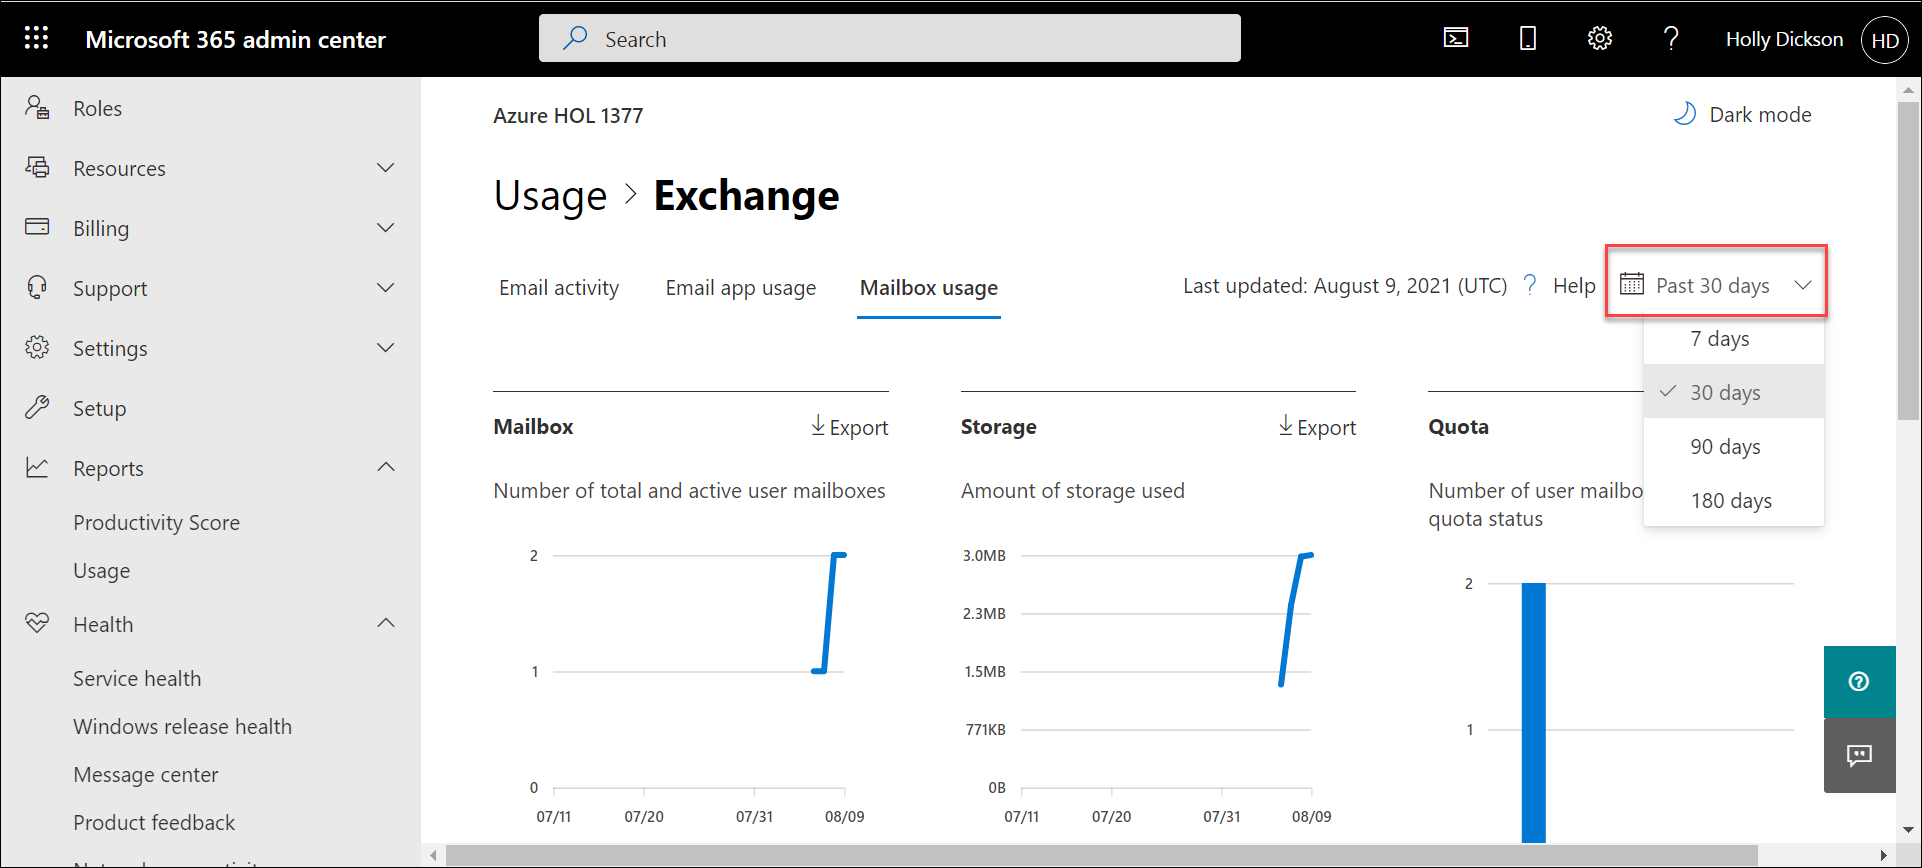 Microsoft 365 admin center
Search
Holly Dickson
HD
Roles
Resources
Billing
Support
Settings
Setup
Reports
Productivity Score
Usage
Health
Service health
Windows release health
Message center
Product feedback
Azure HOL 1377
Dark mode
Usage > Exchange
Email activity
Email app usage
Mailbox usage
Last updated: August 9, 2021 (UTC)
? Help
Past 30 days
7 days
30 days
90 days
180 days
Mailbox
Export
Number of total and active user mailboxes
2
1
0
07/11 07/20 07/31 08/09
Storage
Export
Amount of storage used
3.0MB
2.3MB
1.5MB
771KB
0B
07/11 07/20 07/31 08/09
Quota
Number of user mailbo
quota status
2
1